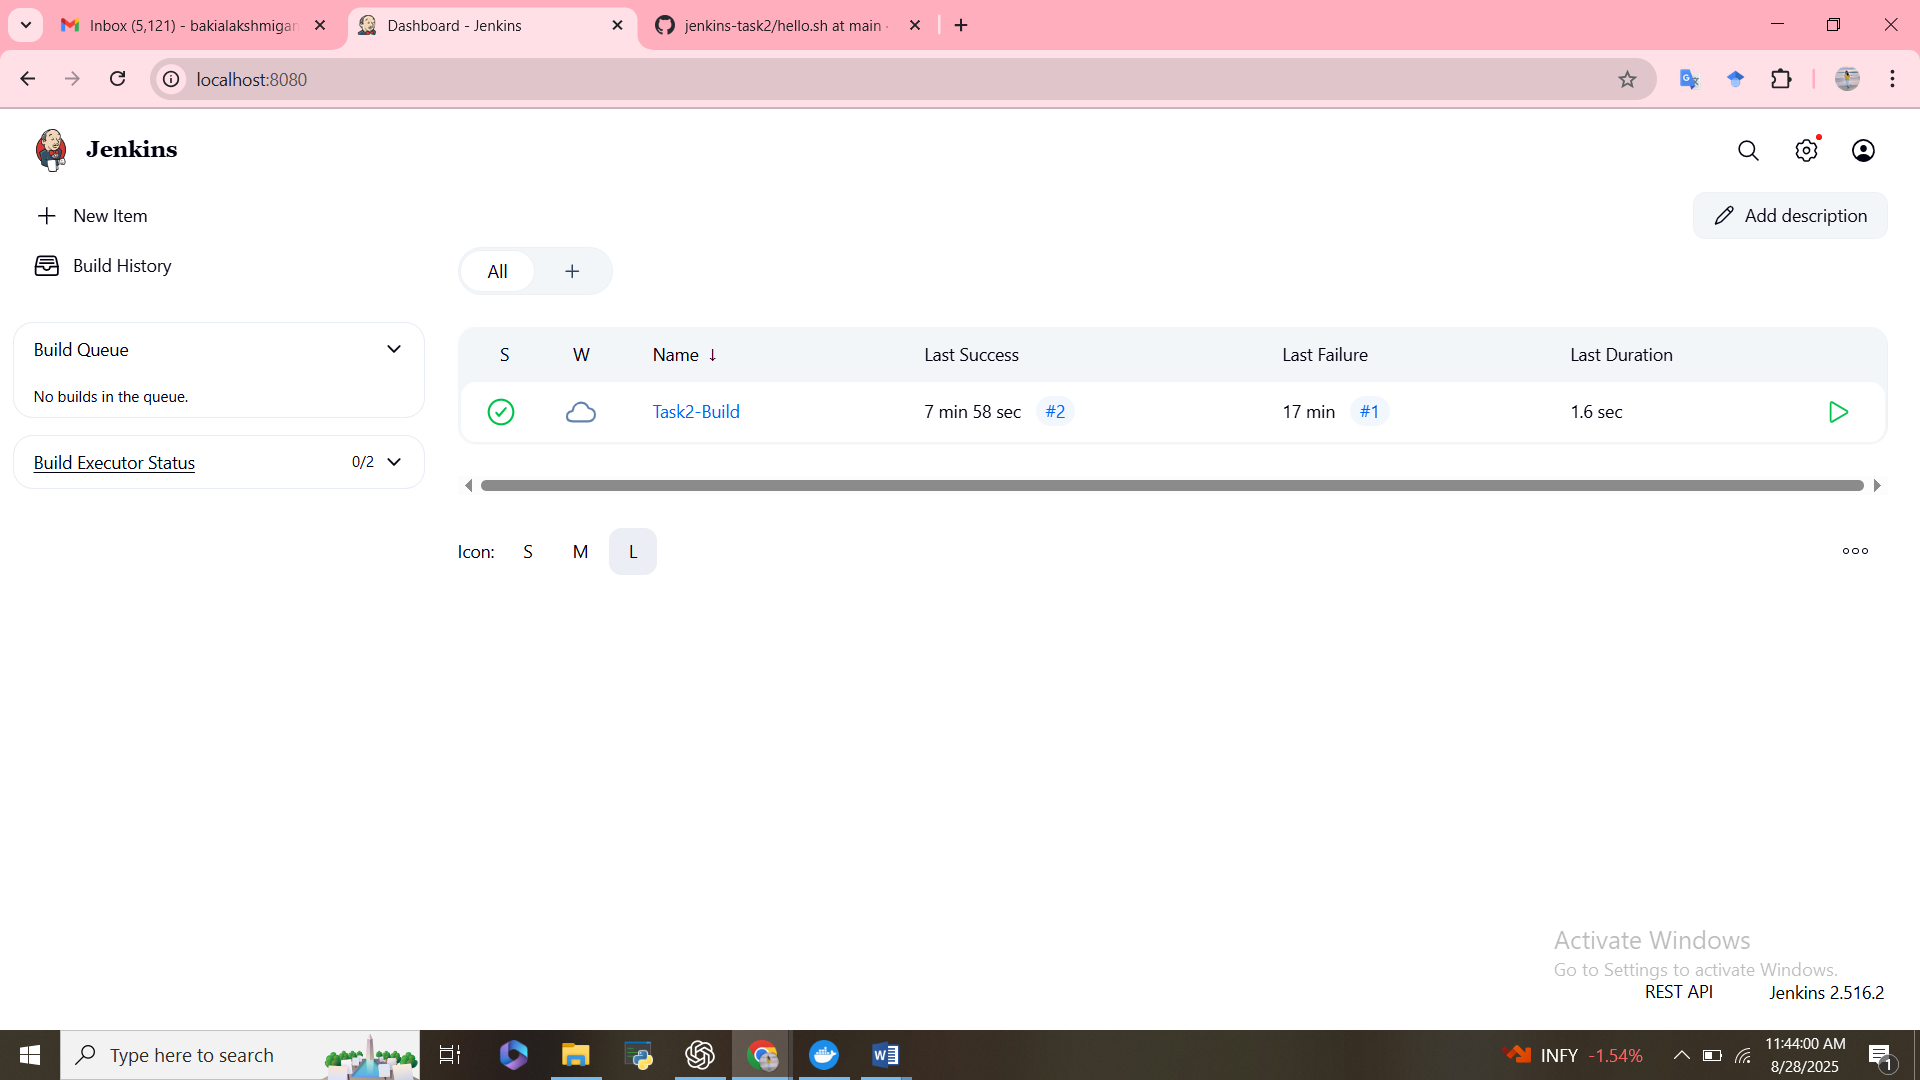 Inbox (5,121) - bakialakshmigan
Dashboard - Jenkins
jenkins-task2/hello.sh at main ·
localhost:8080
Jenkins
New Item
Add description
Build History
All
Build Queue
No builds in the queue.
Build Executor Status 0/2
S W Name ↓ Last Success Last Failure Last Duration
Task2-Build 7 min 58 sec #2 17 min #1 1.6 sec
Icon: S M L
Activate Windows
Go to Settings to activate Windows.
REST API Jenkins 2.516.2
Type here to search
INFY -1.54%
11:44:00 AM
8/28/2025
1